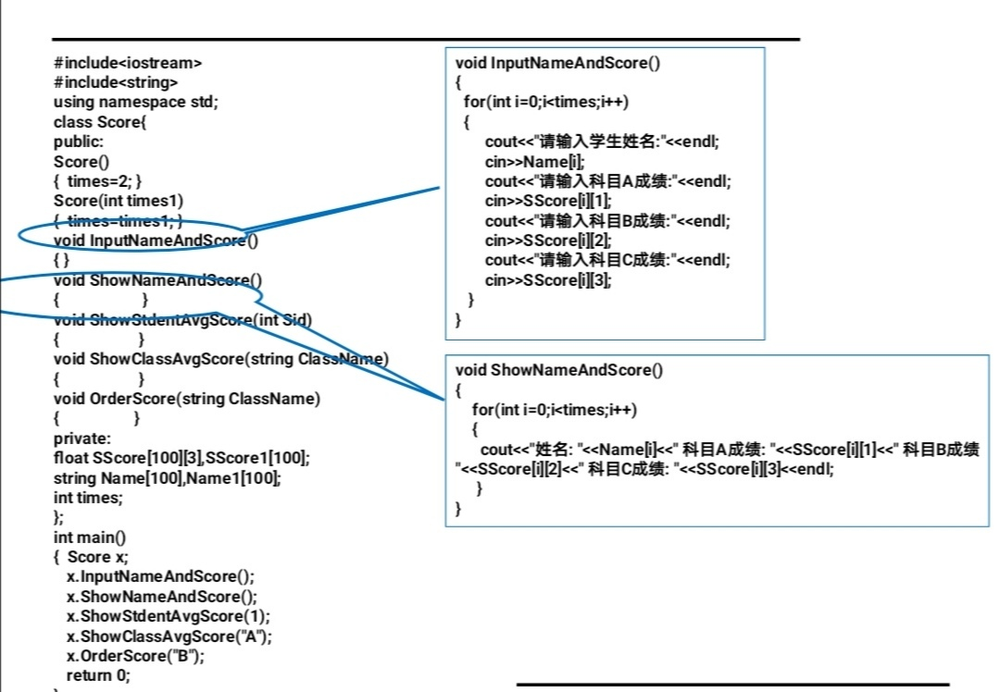 #include<iostream>
#include<string>
using namespace std;
class Score{
public:
Score()
{  times=2; }
Score(int times1)
{  times=times1; }
void InputNameAndScore()
{ }
void ShowNameAndScore()
{                    }
void ShowStdentAvgScore(int Sid)
{                    }
void ShowClassAvgScore(string ClassName)
{                    }
void OrderScore(string ClassName)
{                    }
private:
float SScore[100][3],SScore1[100];
string Name[100],Name1[100];
int times;
};
int main()
{  Score x;
x.InputNameAndScore();
x.ShowNameAndScore();
x.ShowStdentAvgScore(1);
x.ShowClassAvgScore("A");
x.OrderScore("B");
return 0;
}
void InputNameAndScore()
{
for(int i=0;i<times;i++)
{
cout<<"请输入学生姓名:"<<endl;
cin>>Name[i];
cout<<"请输入科目A成绩:"<<endl;
cin>>SScore[i][1];
cout<<"请输入科目B成绩:"<<endl;
cin>>SScore[i][2];
cout<<"请输入科目C成绩:"<<endl;
cin>>SScore[i][3];
}
}
void ShowNameAndScore()
{
for(int i=0;i<times;i++)
{
cout<<"姓名: "<<Name[i]<<" 科目A成绩: "<<SScore[i][1]<<" 科目B成绩
"<<SScore[i][2]<<" 科目C成绩: "<<SScore[i][3]<<endl;
}
}